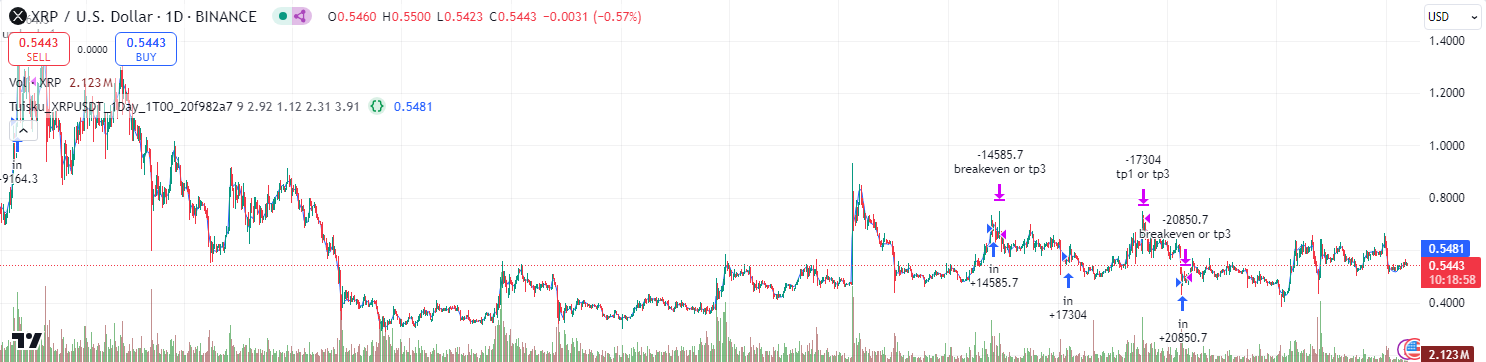 XRP / U.S. Dollar · 1D · BINANCE O0.5460 H0.5500 L0.5423 C0.5443 −0.0031 (−0.57%)
USD
0.5443
SELL
0.0000
0.5443
BUY
Vol · XRP 2.123 M
Tuisku_XRPUSDT_1Day_1T00_20f982a7 9 2.92 1.12 2.31 3.91 0.5481
in
-9164.3
-14585.7
breakeven or tp3
in
+14585.7
in
+17304
-17304
tp1 or tp3
-20850.7
breakeven or tp3
in
+20850.7
1.4000
1.2000
1.0000
0.8000
0.5481
0.5443
10:18:58
0.4000
2.123 M